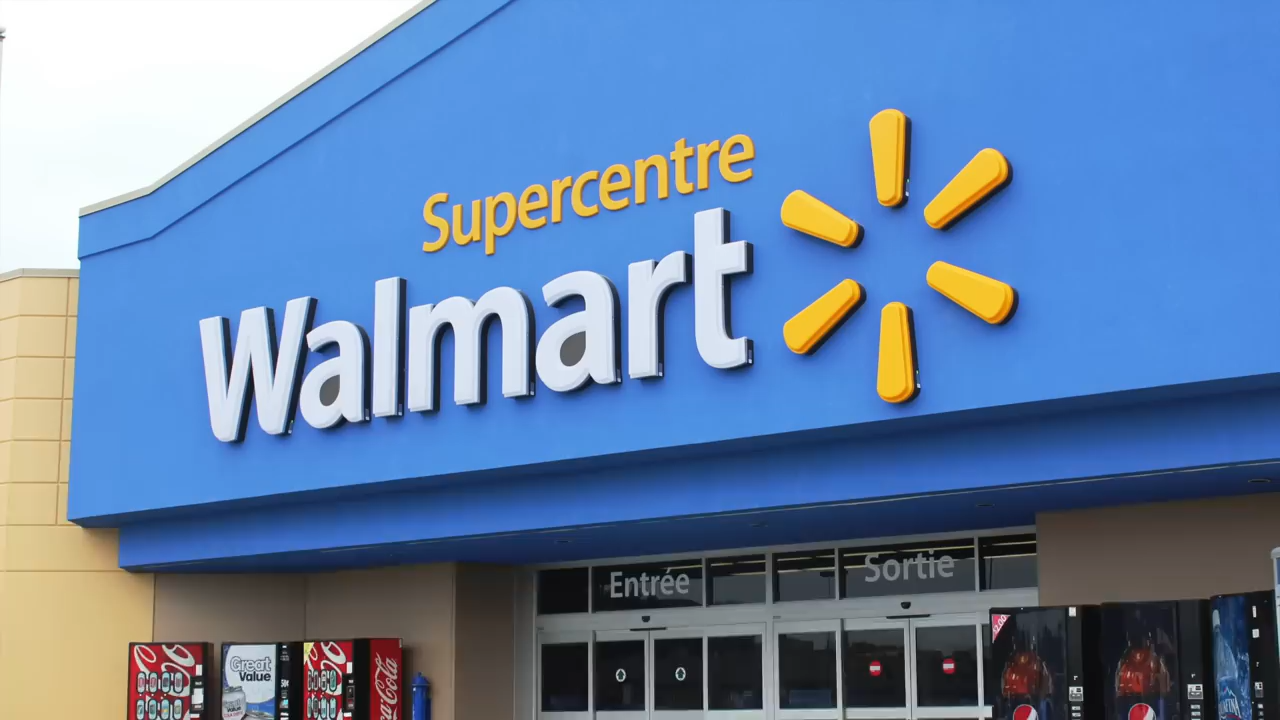 Supercentre
Walmart
Entrée
Sortie
Great
Value
Coca-Cola